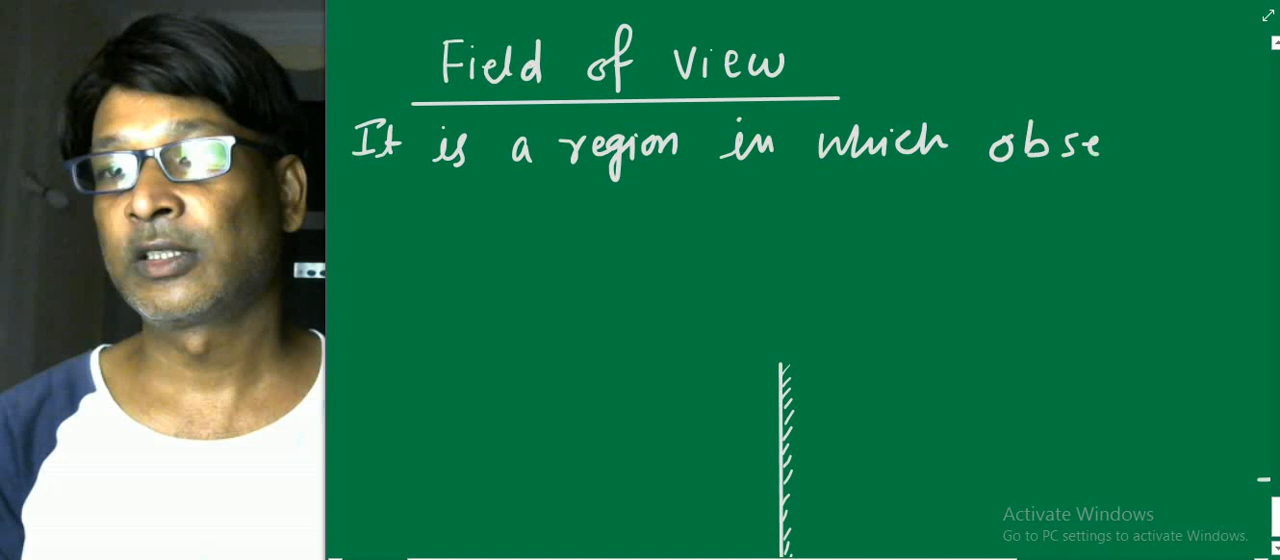 Field of view
It is a region in which obse
Activate Windows
Go to PC settings to activate Windows.